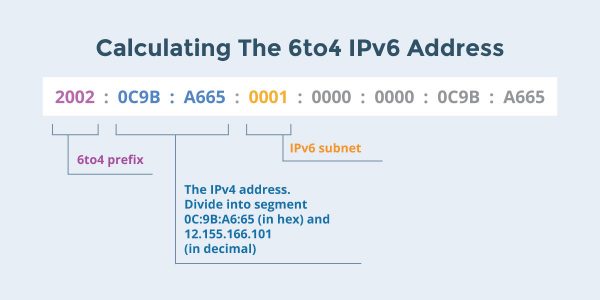 Calculating The 6to4 IPv6 Address
2002 : 0C9B : A665 : 0001 : 0000 : 0000 : 0C9B : A665
6to4 prefix
IPv6 subnet
The IPv4 address.
Divide into segment
0C:9B:A6:65 (in hex) and
12.155.166.101
(in decimal)